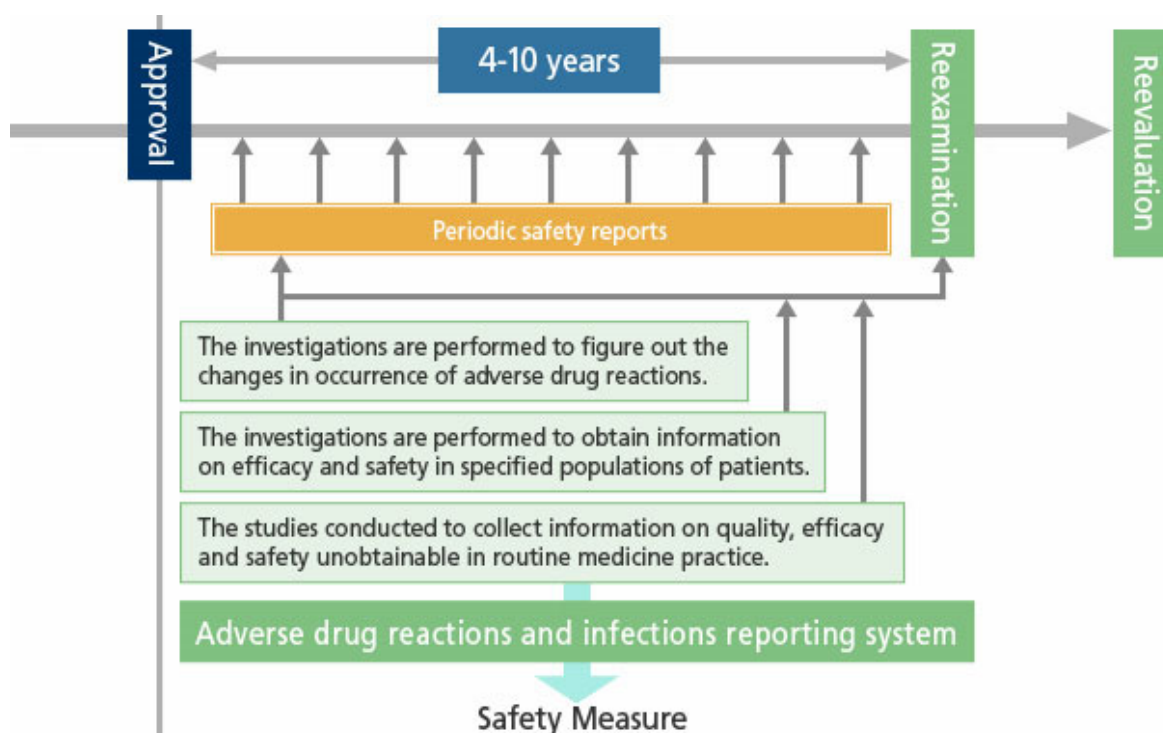 Approval
4-10 years
Reexamination
Reevaluation
Periodic safety reports
The investigations are performed to figure out the
changes in occurrence of adverse drug reactions.
The investigations are performed to obtain information
on efficacy and safety in specified populations of patients.
The studies conducted to collect information on quality, efficacy
and safety unobtainable in routine medicine practice.
Adverse drug reactions and infections reporting system
Safety Measure